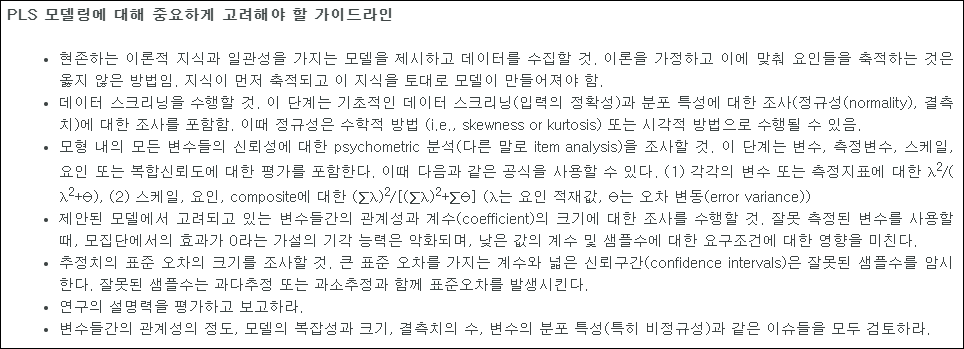 PLS 모델링에 대해 중요하게 고려해야 할 가이드라인
• 현존하는 이론적 지식과 일관성을 가지는 모델을 제시하고 데이터를 수집할 것. 이론을 가정하고 이에 맞춰 요인들을 축적하는 것은
옳지 않은 방법임. 지식이 먼저 축적되고 이 지식을 토대로 모델이 만들어져야 함.
• 데이터 스크리닝을 수행할 것. 이 단계는 기초적인 데이터 스크리닝(입력의 정확성)과 분포 특성에 대한 조사(정규성(normality), 결측
치)에 대한 조사를 포함함. 이때 정규성은 수학적 방법 (i.e., skewness or kurtosis) 또는 시각적 방법으로 수행될 수 있음.
• 모형 내의 모든 변수들의 신뢰성에 대한 psychometric 분석(다른 말로 item analysis)을 조사할 것. 이 단계는 변수, 측정변수, 스케일,
요인 또는 복합신뢰도에 대한 평가를 포함한다. 이때 다음과 같은 공식을 사용할 수 있다. (1) 각각의 변수 또는 측정지표에 대한 λ²/(
λ²+Θ), (2) 스케일, 요인, composite에 대한 (∑λ)²/[(∑λ)²+∑Θ] (λ는 요인 적재값, Θ는 오차 변동(error variance))
• 제안된 모델에서 고려되고 있는 변수들간의 관계성과 계수(coefficient)의 크기에 대한 조사를 수행할 것. 잘못 측정된 변수를 사용할
때, 모집단에서의 효과가 0라는 가설의 기각 능력은 악화되며, 낮은 값의 계수 및 샘플수에 대한 요구조건에 대한 영향을 미친다.
• 추정치의 표준 오차의 크기를 조사할 것. 큰 표준 오차를 가지는 계수와 넓은 신뢰구간(confidence intervals)은 잘못된 샘플수를 암시
한다. 잘못된 샘플수는 과다추정 또는 과소추정과 함께 표준오차를 발생시킨다.
• 연구의 설명력을 평가하고 보고하라.
• 변수들간의 관계성의 정도, 모델의 복잡성과 크기, 결측치의 수, 변수의 분포 특성(특히 비정규성)과 같은 이슈들을 모두 검토하라.